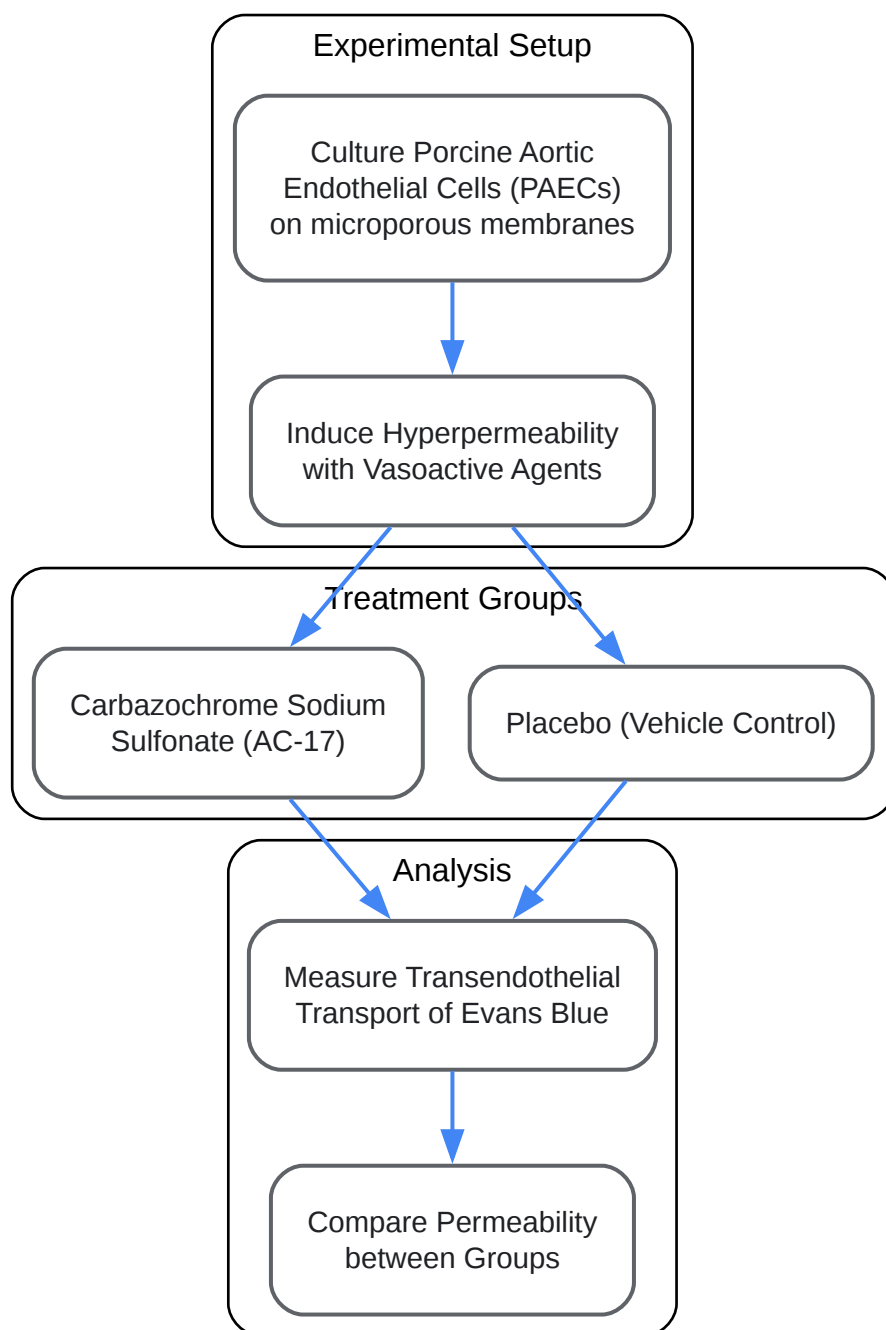 Experimental Setup
Culture Porcine Aortic
Endothelial Cells (PAECs)
on microporous membranes
Induce Hyperpermeability
with Vasoactive Agents
Treatment Groups
Carbazochrome Sodium
Sulfonate (AC-17)
Placebo (Vehicle Control)
Analysis
Measure Transendothelial
Transport of Evans Blue
Compare Permeability
between Groups